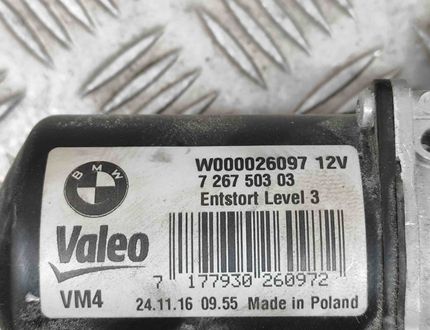 BMW
W000026097 12V
7 267 503 03
Entstort Level 3
Valeo
7 177930 260972
VM4
24.11.16 09.55 Made in Poland